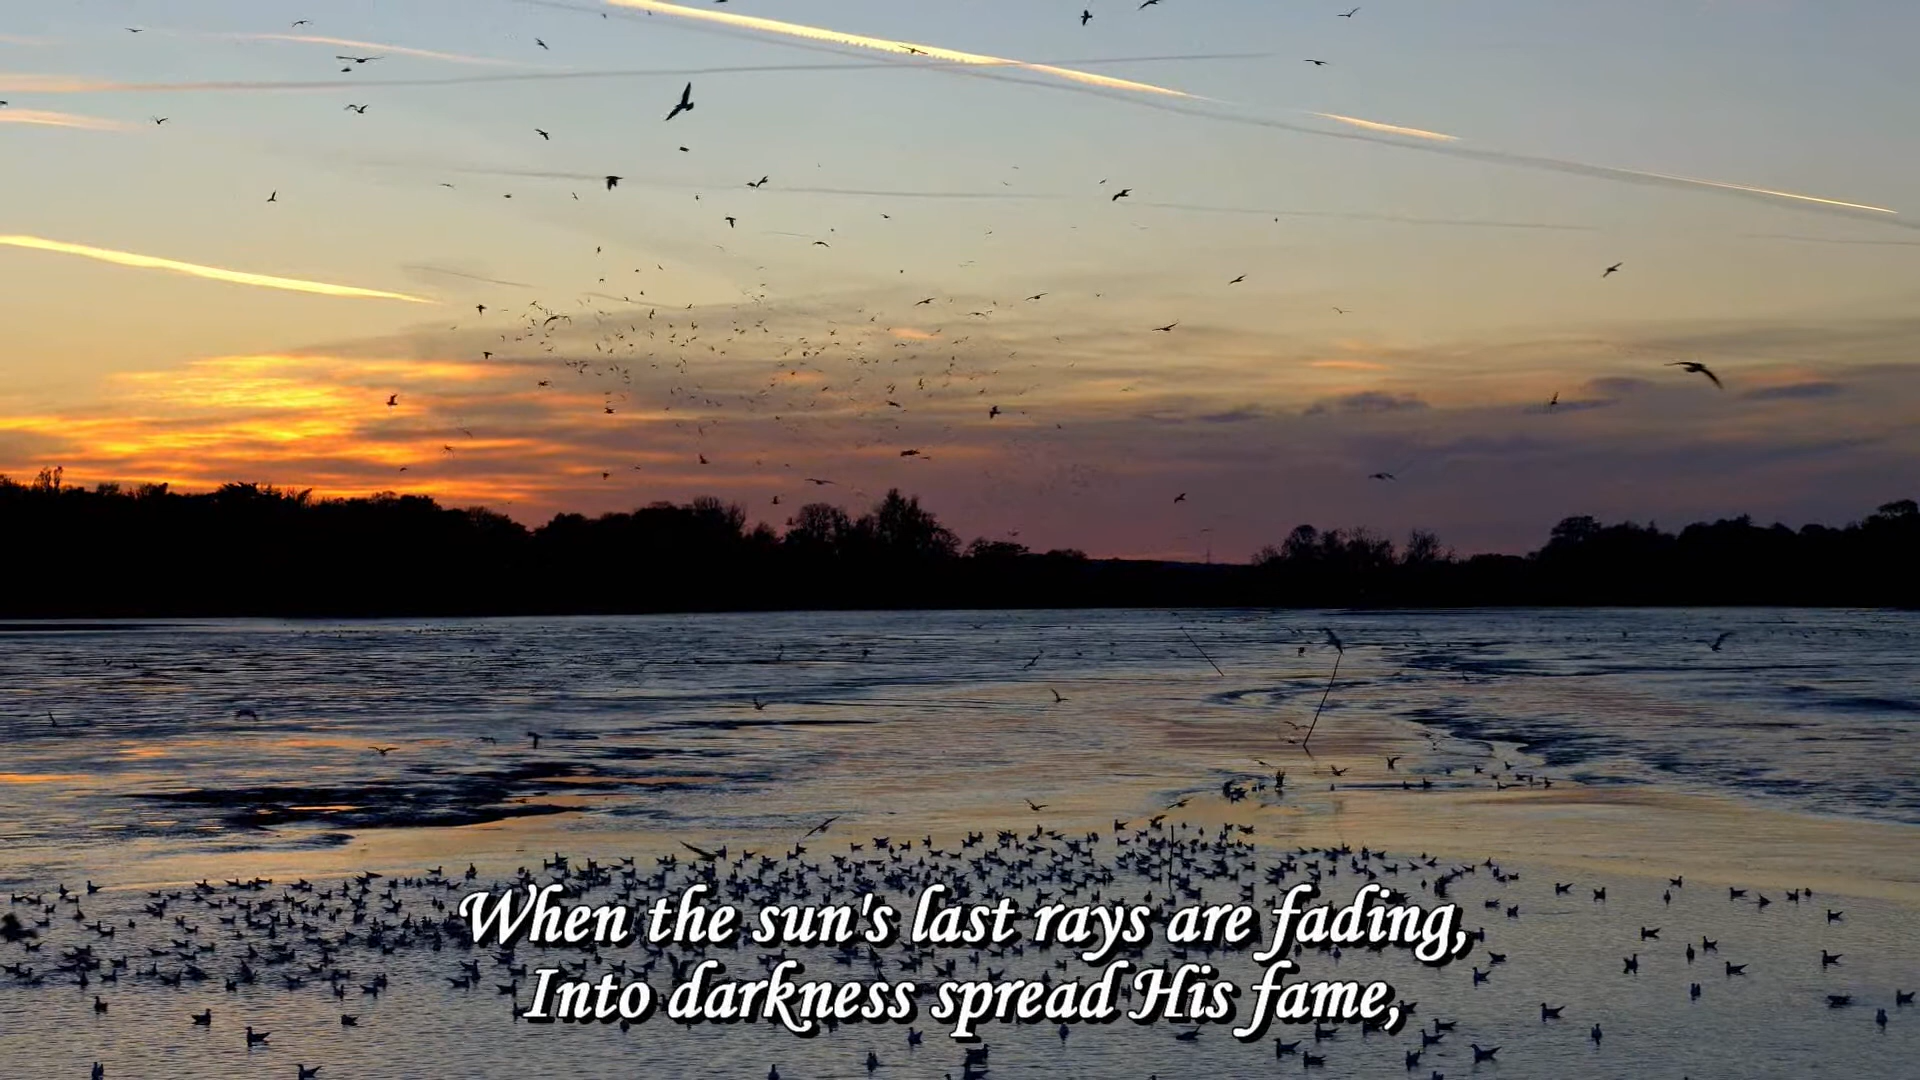 When the sun's last rays are fading,
Into darkness spread His fame,